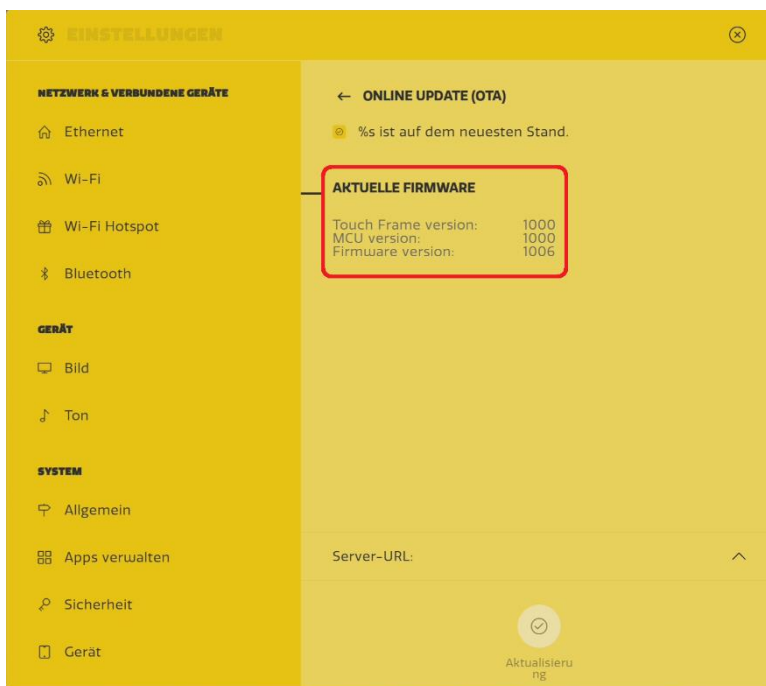 EINSTELLUNGEN
NETZWERK & VERBUNDENE GERÄTE
Ethernet
Wi-Fi
Wi-Fi Hotspot
Bluetooth
GERÄT
Bild
Ton
SYSTEM
Allgemein
Apps verwalten
Sicherheit
Gerät
← ONLINE UPDATE (OTA)
%s ist auf dem neuesten Stand.
AKTUELLE FIRMWARE
Touch Frame version: 1000
MCU version: 1000
Firmware version: 1006
Server-URL:
Aktualisieru
ng